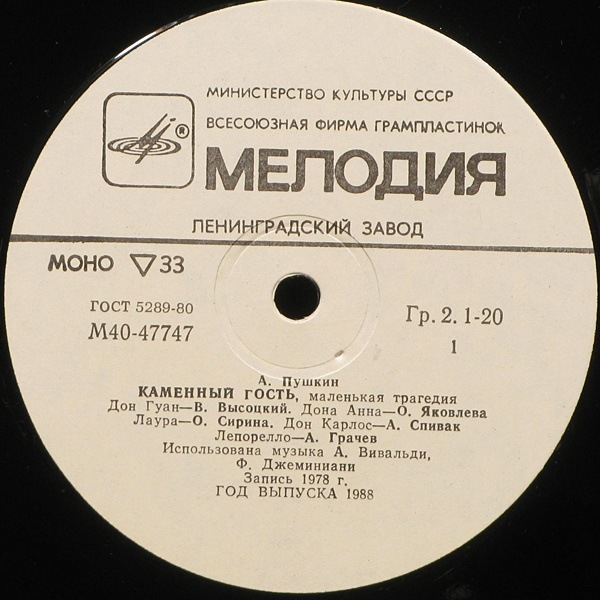 МИНИСТЕРСТВО КУЛЬТУРЫ СССР
ВСЕСОЮЗНАЯ ФИРМА ГРАМПЛАСТИНОК
®
МЕЛОДИЯ
ЛЕНИНГРАДСКИЙ ЗАВОД
МОНО ▽ 33
ГОСТ 5289-80
М40-47747
Гр. 2. 1-20
1
А. Пушкин
КАМЕННЫЙ ГОСТЬ, маленькая трагедия
Дон Гуан—В. Высоцкий. Дона Анна—О. Яковлева
Лаура—О. Сирина. Дон Карлос—А. Спивак
Лепорелло—А. Грачев
Использована музыка А. Вивальди,
Ф. Джеминиани
Запись 1978 г.
ГОД ВЫПУСКА 1988